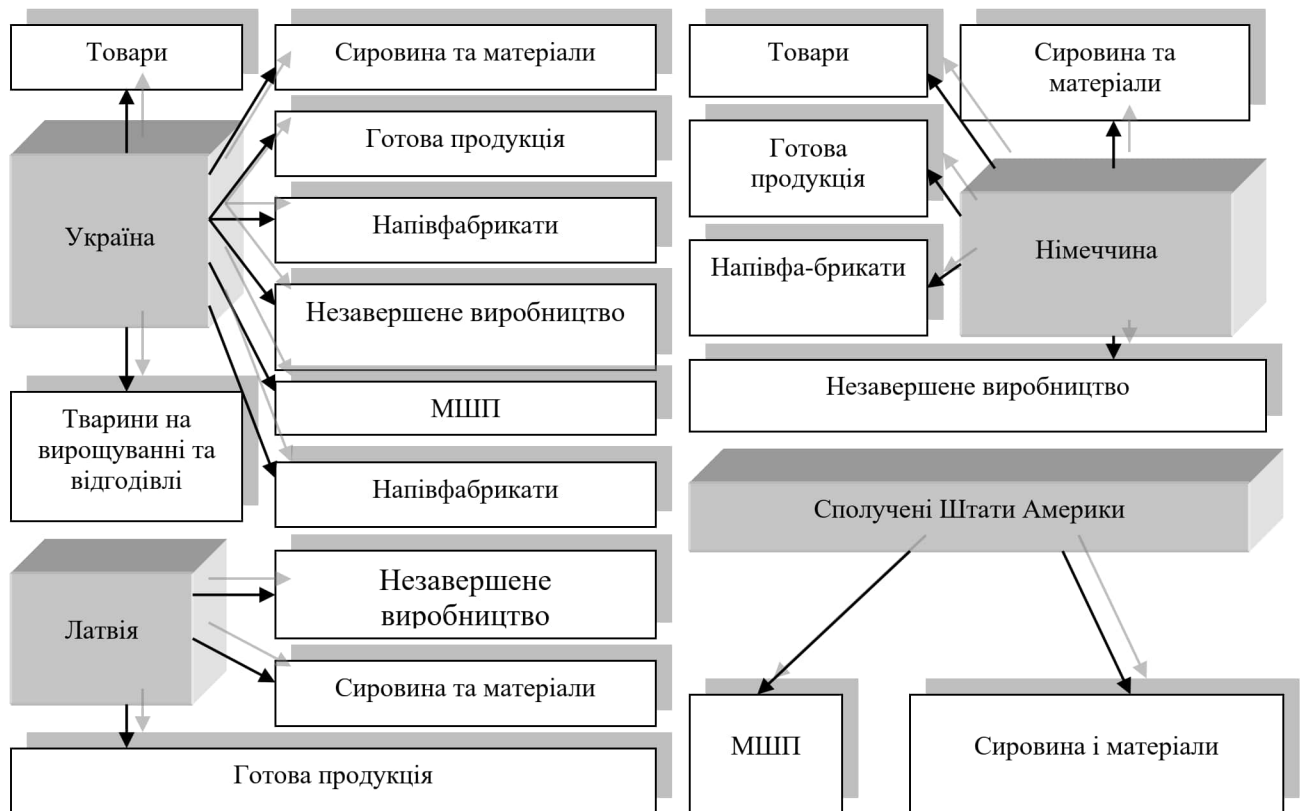 Товари
Сировина та матеріали
Готова продукція
Україна
Напівфабрикати
Незавершене виробництво
МШП
Тварини на
вирощуванні та
відгодівлі
Напівфабрикати
Латвія
Незавершене
виробництво
Сировина та матеріали
Готова продукція
Товари
Сировина та
матеріали
Готова
продукція
Напівфа-брикати
Німеччина
Незавершене виробництво
Сполучені Штати Америки
МШП
Сировина і матеріали